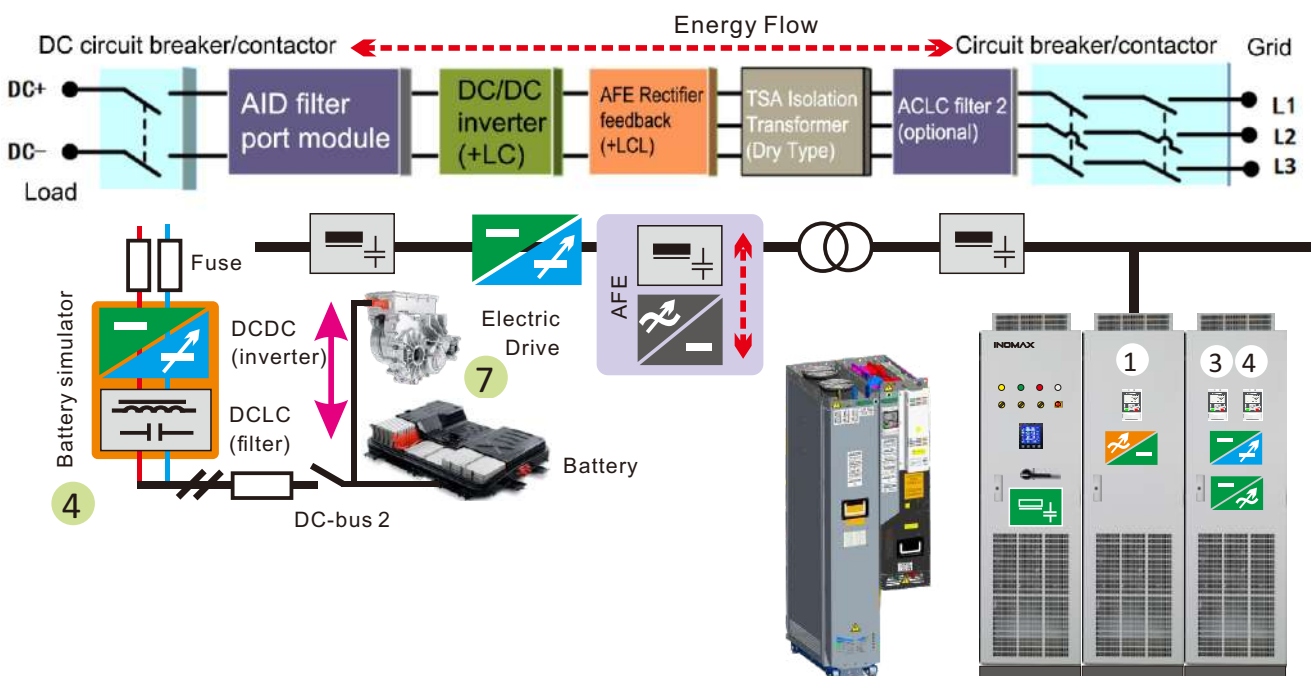 Energy Flow
DC circuit breaker/contactor
Circuit breaker/contactor
Grid
DC+
DC−
Load
AID filter
port module
DC/DC
inverter
(+LC)
AFE Rectifier
feedback
(+LCL)
TSA Isolation
Transformer
(Dry Type)
ACLC filter 2
(optional)
L1
L2
L3
Fuse
Battery simulator
DCDC
(inverter)
DCLC
(filter)
4
DC-bus 2
Electric
Drive
7
Battery
AFE
INOMAX
1
3 4